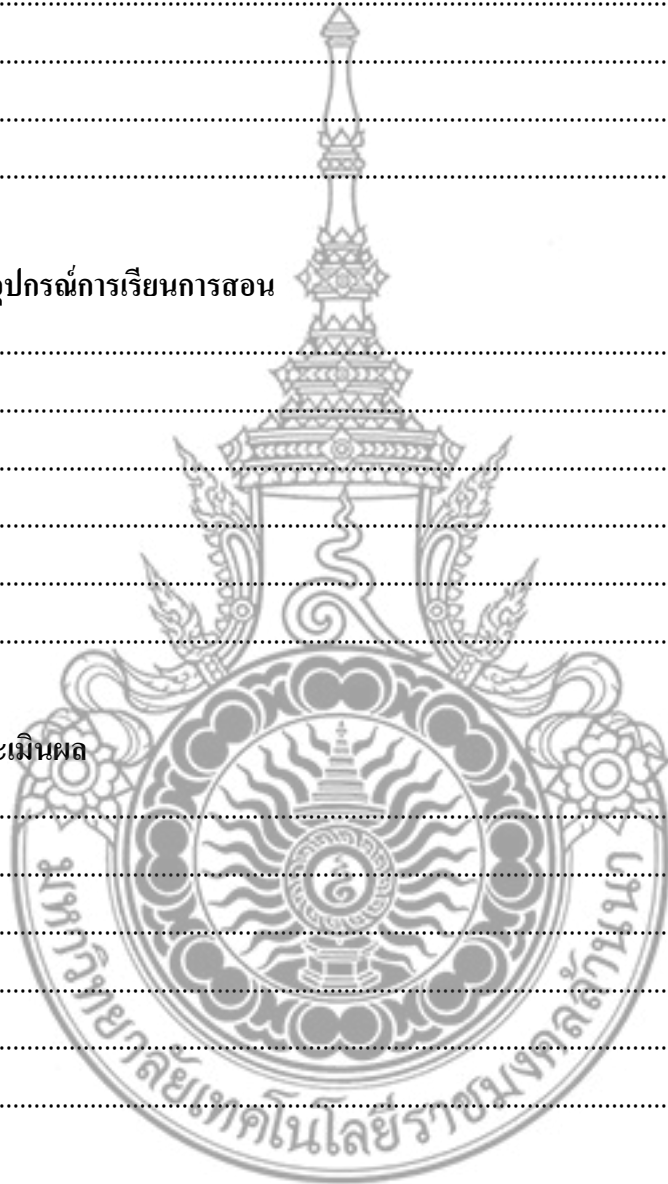 อุปกรณ์การเรียนการสอน
ะเมินผล
มหาวิทยาลัยเทคโนโลยีราชมงคลล้านนา